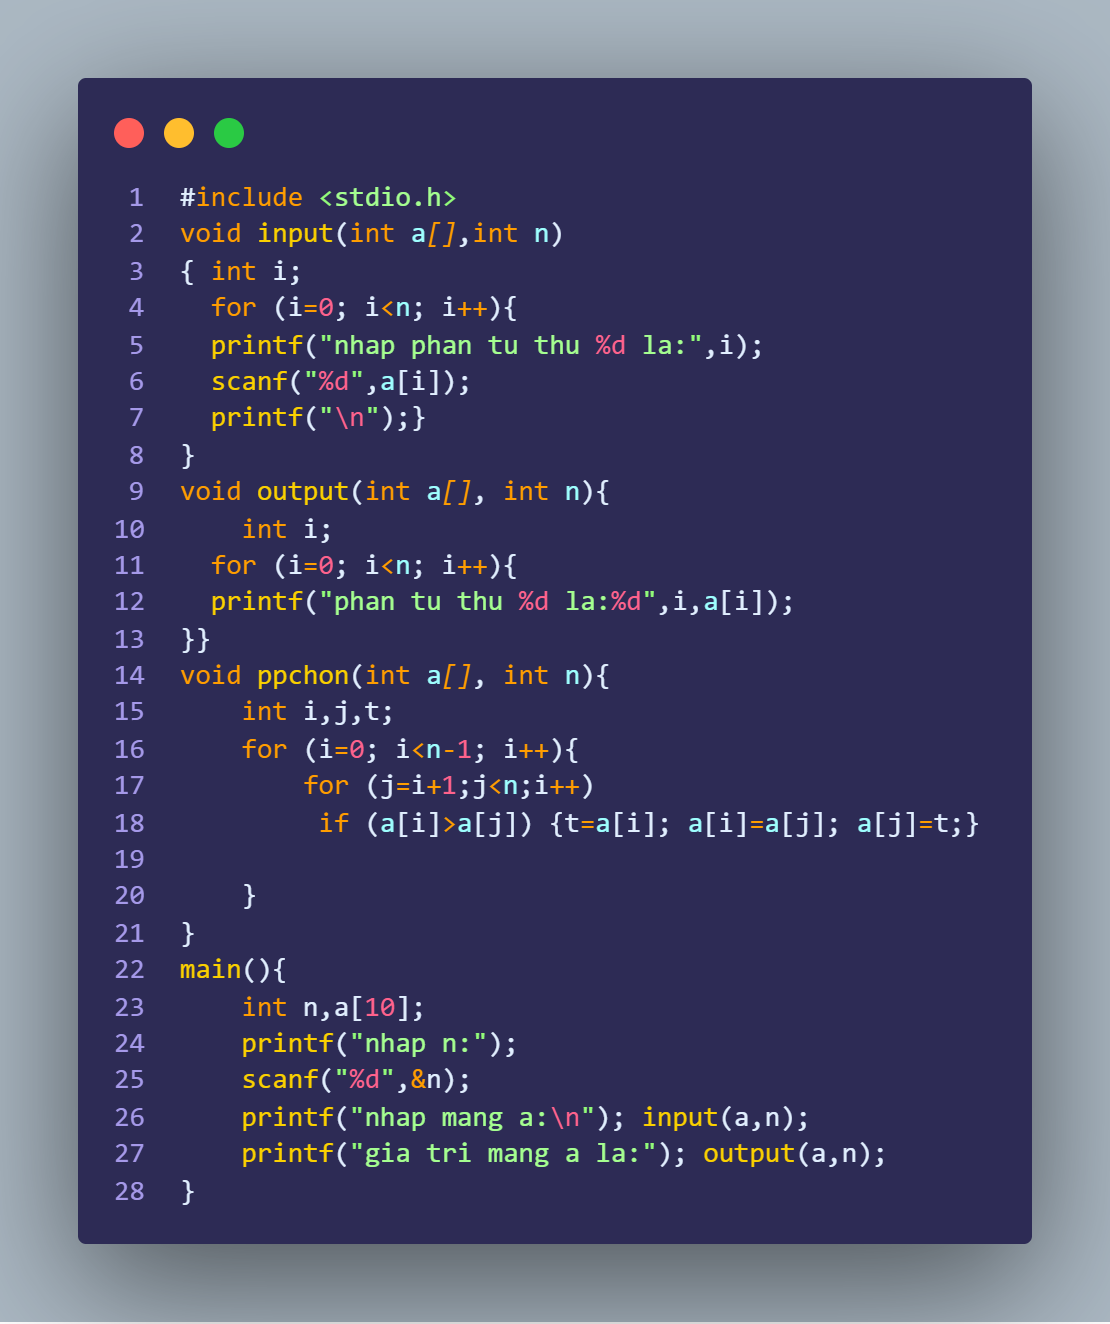 1 #include <stdio.h>
2 void input(int a[],int n)
3 { int i;
4   for (i=0; i<n; i++){
5   printf("nhap phan tu thu %d la:",i);
6   scanf("%d",a[i]);
7   printf("\n");}
8 }
9 void output(int a[], int n){
10     int i;
11   for (i=0; i<n; i++){
12   printf("phan tu thu %d la:%d",i,a[i]);
13 }}
14 void ppchon(int a[], int n){
15     int i,j,t;
16     for (i=0; i<n-1; i++){
17         for (j=i+1;j<n;i++)
18          if (a[i]>a[j]) {t=a[i]; a[i]=a[j]; a[j]=t;}
19
20     }
21 }
22 main(){
23     int n,a[10];
24     printf("nhap n:");
25     scanf("%d",&n);
26     printf("nhap mang a:\n"); input(a,n);
27     printf("gia tri mang a la:"); output(a,n);
28 }